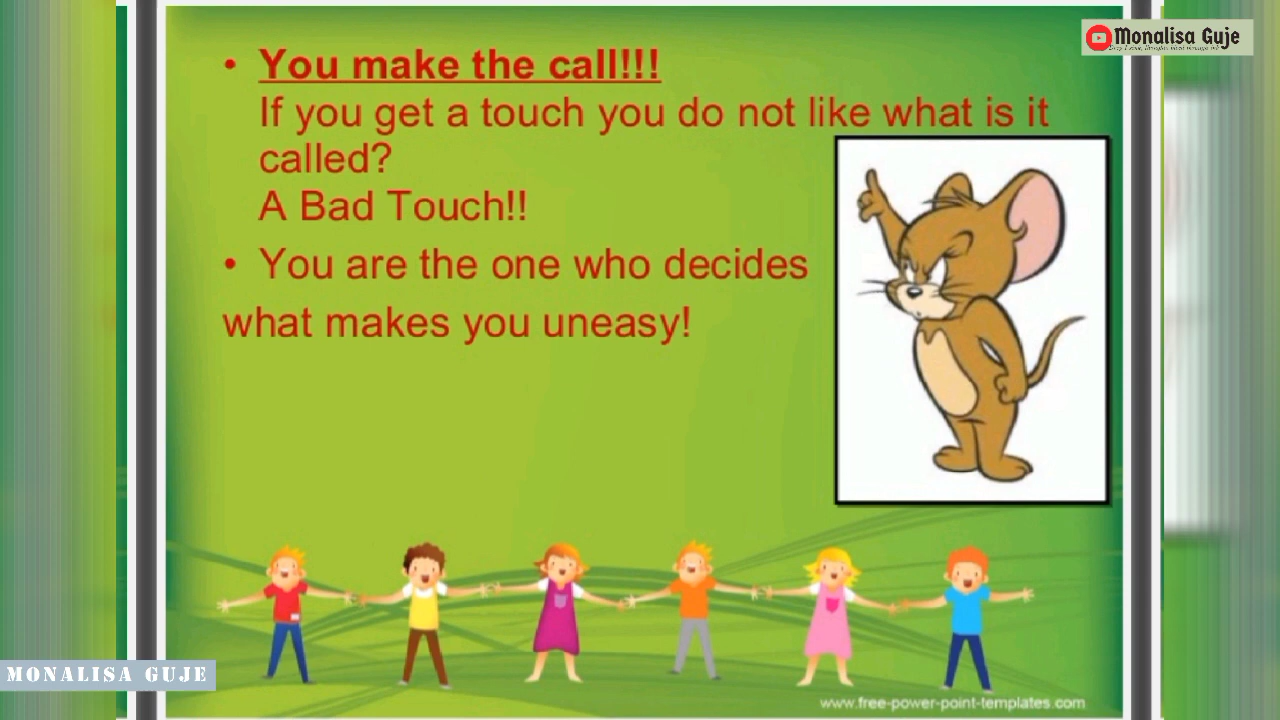 Monalisa Guje
• You make the call!!!
If you get a touch you do not like what is it
called?
A Bad Touch!!
• You are the one who decides
what makes you uneasy!
MONALISA GUJE
www.free-power-point-templates.com